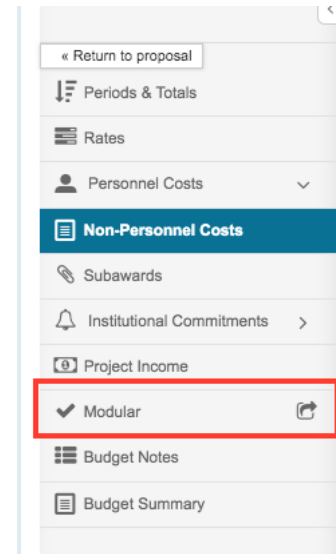 « Return to proposal
Periods & Totals
Rates
Personnel Costs
Non-Personnel Costs
Subawards
Institutional Commitments
Project Income
Modular
Budget Notes
Budget Summary